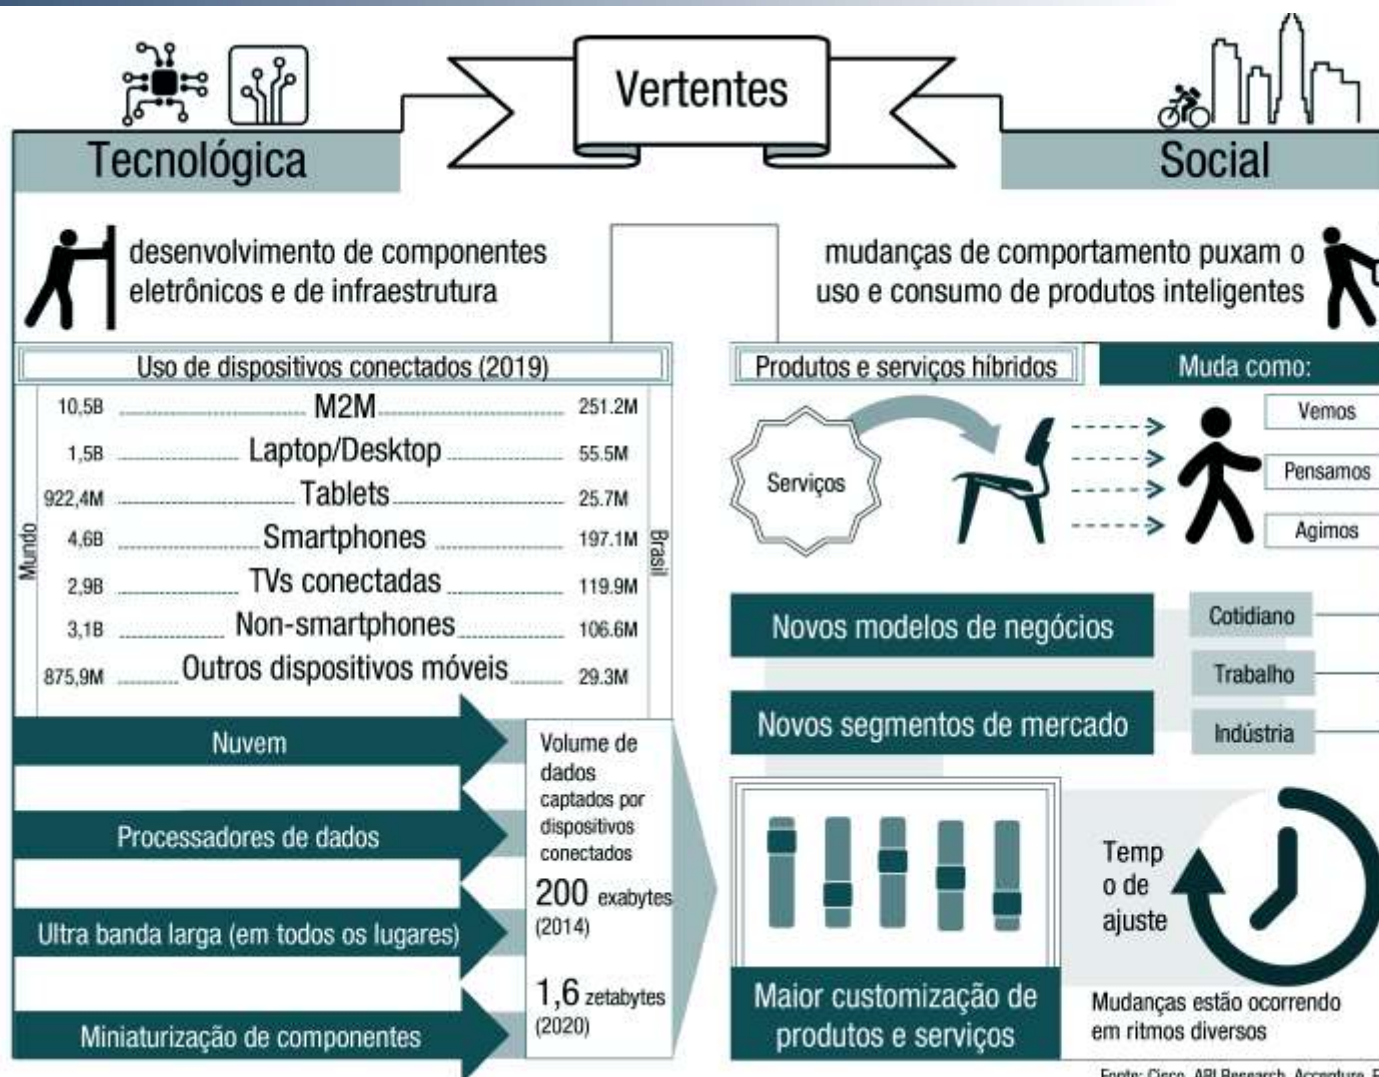 Vertentes
Tecnológica
Social
desenvolvimento de componentes
eletrônicos e de infraestrutura
mudanças de comportamento puxam o
uso e consumo de produtos inteligentes
Uso de dispositivos conectados (2019)
Mundo
Brasil
10,5B M2M 251.2M
1,5B Laptop/Desktop 55.5M
922,4M Tablets 25.7M
4,6B Smartphones 197.1M
2,9B TVs conectadas 119.9M
3,1B Non-smartphones 106.6M
875,9M Outros dispositivos móveis 29.3M
Nuvem
Processadores de dados
Ultra banda larga (em todos os lugares)
Miniaturização de componentes
Volume de
dados
captados por
dispositivos
conectados
200 exabytes
(2014)
1,6 zetabytes
(2020)
Produtos e serviços híbridos
Muda como:
Serviços
Vemos
Pensamos
Agimos
Novos modelos de negócios
Novos segmentos de mercado
Cotidiano
Trabalho
Indústria
Maior customização de
produtos e serviços
Temp
o de
ajuste
Mudanças estão ocorrendo
em ritmos diversos
Fonte: Cisco, ABI Research, Accenture,